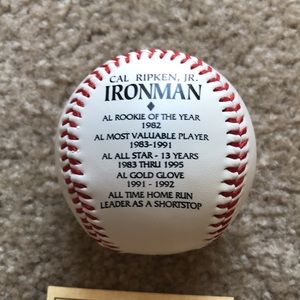 CAL RIPKEN, JR.
IRONMAN
AL ROOKIE OF THE YEAR
1982
AL MOST VALUABLE PLAYER
1983-1991
AL ALL STAR - 13 YEARS
1983 THRU 1995
AL GOLD GLOVE
1991 - 1992
ALL TIME HOME RUN
LEADER AS A SHORTSTOP